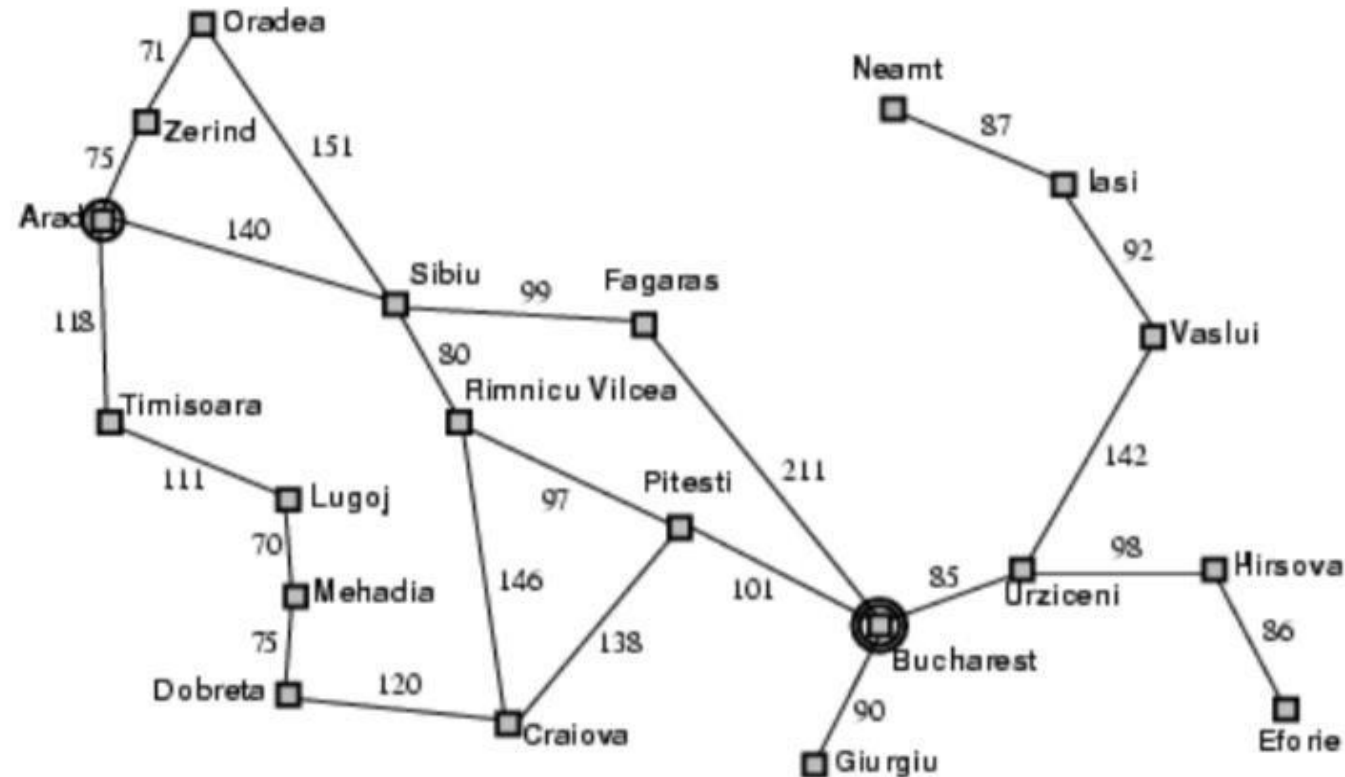 Oradea
71
Neamt
87
Zerind
151
75
Iasi
Arad
140
92
Sibiu
Fagaras
99
118
Vaslui
80
Rimnicu Vilcea
Timisoara
142
111
211
Lugoj
97
Pitesti
70
98
Hirsova
146
85
Mehadia
101
Urziceni
75
138
86
Dobreta
120
Bucharest
90
Craiova
Eforie
Giurgiu